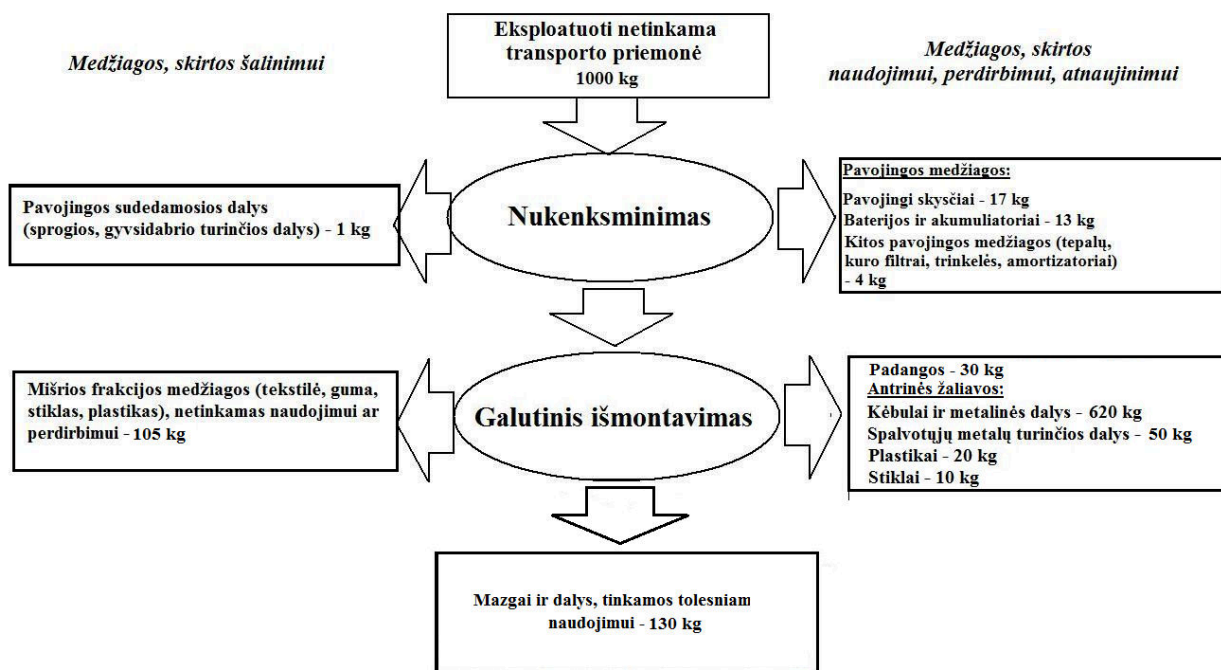 Eksploatuoti netinkama
transporto priemonė
1000 kg
Medžiagos, skirtos šalinimui
Medžiagos, skirtos
naudojimui, perdirbimui, atnaujinimui
Nukenksminimas
Pavojingos sudedamosios dalys
(sprogios, gyvsidabrio turinčios dalys) - 1 kg
Pavojingos medžiagos:
Pavojingi skysčiai - 17 kg
Baterijos ir akumuliatoriai - 13 kg
Kitos pavojingos medžiagos (tepalų,
kuro filtrai, trinkelės, amortizatoriai)
- 4 kg
Galutinis išmontavimas
Mišrios frakcijos medžiagos (tekstilė, guma,
stiklas, plastikas), netinkamas naudojimui ar
perdirbimui - 105 kg
Padangos - 30 kg
Antrinės žaliavos:
Kėbulai ir metalinės dalys - 620 kg
Spalvotųjų metalų turinčios dalys - 50 kg
Plastikai - 20 kg
Stiklai - 10 kg
Mazgai ir dalys, tinkamos tolesniam
naudojimui - 130 kg